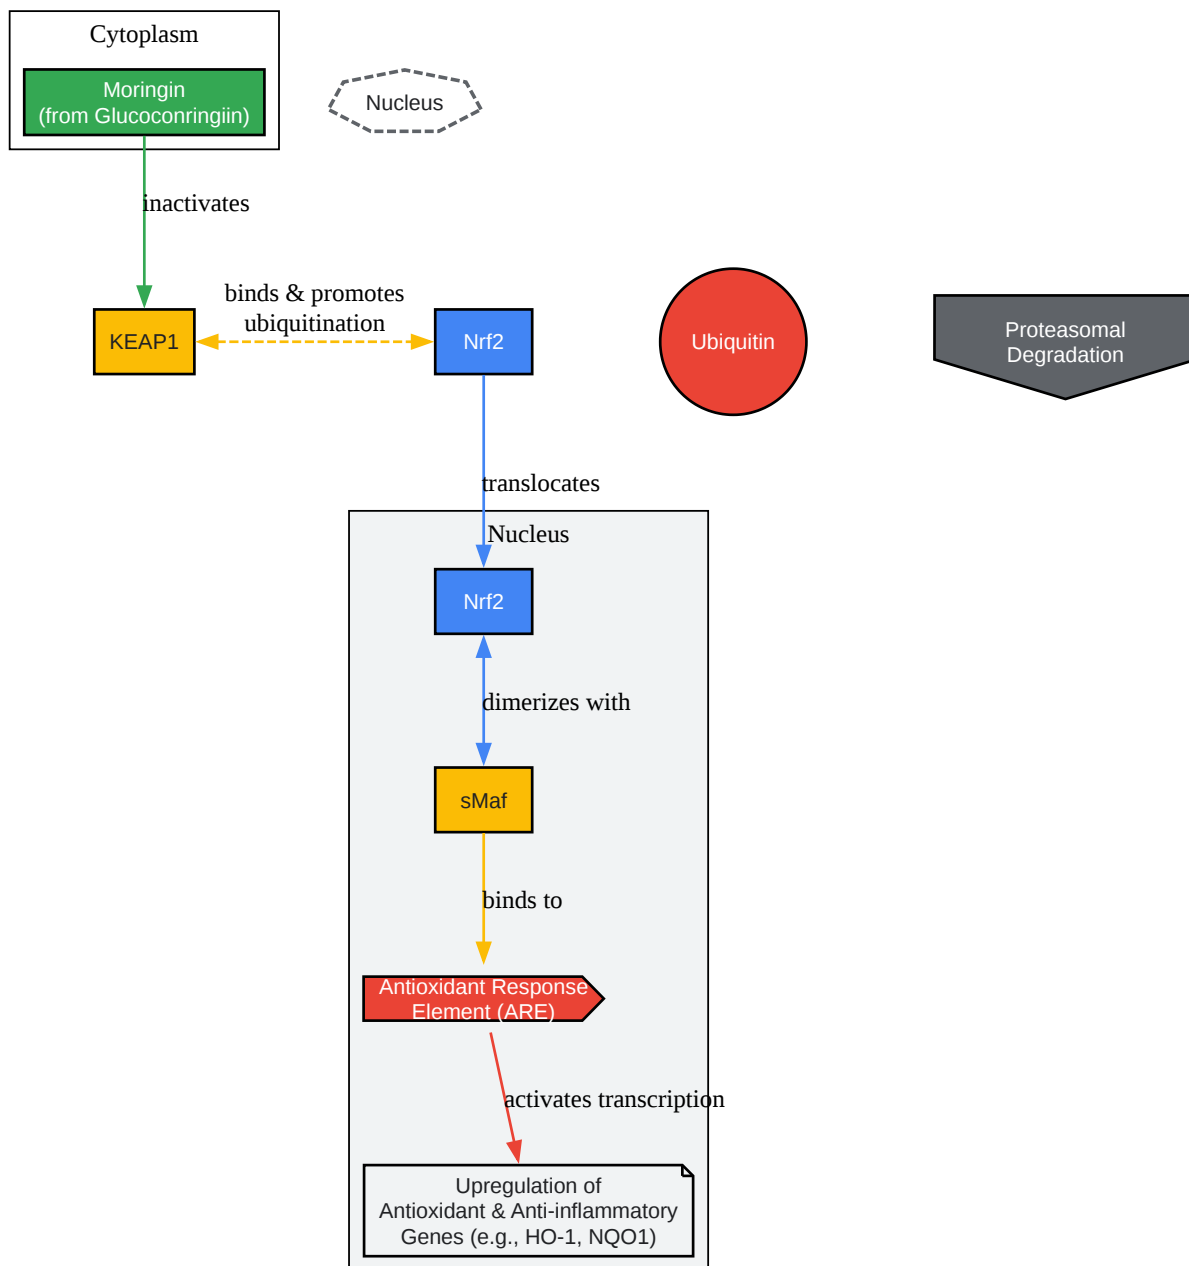 Cytoplasm
Moringin
(from Glucoconringiin)
Nucleus
inactivates
binds & promotes
ubiquitination
KEAP1
Nrf2
Ubiquitin
Proteasomal
Degradation
translocates
Nucleus
Nrf2
dimerizes with
sMaf
binds to
Antioxidant Response
Element (ARE)
activates transcription
Upregulation of
Antioxidant & Anti-inflammatory
Genes (e.g., HO-1, NQO1)